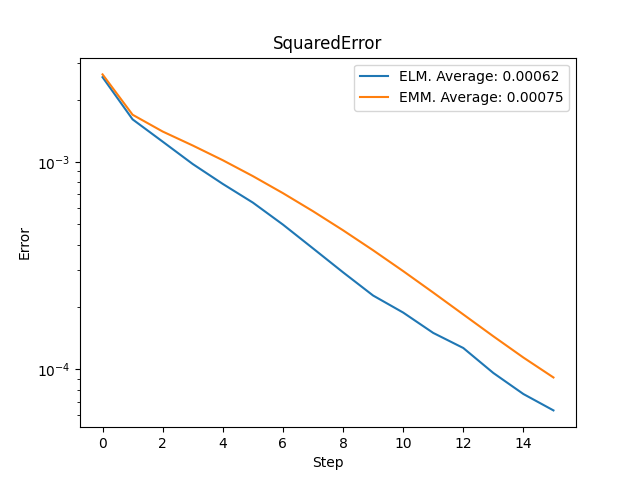 SquaredError
ELM. Average: 0.00062
EMM. Average: 0.00075
10⁻³
10⁻⁴
Error
0 2 4 6 8 10 12 14
Step